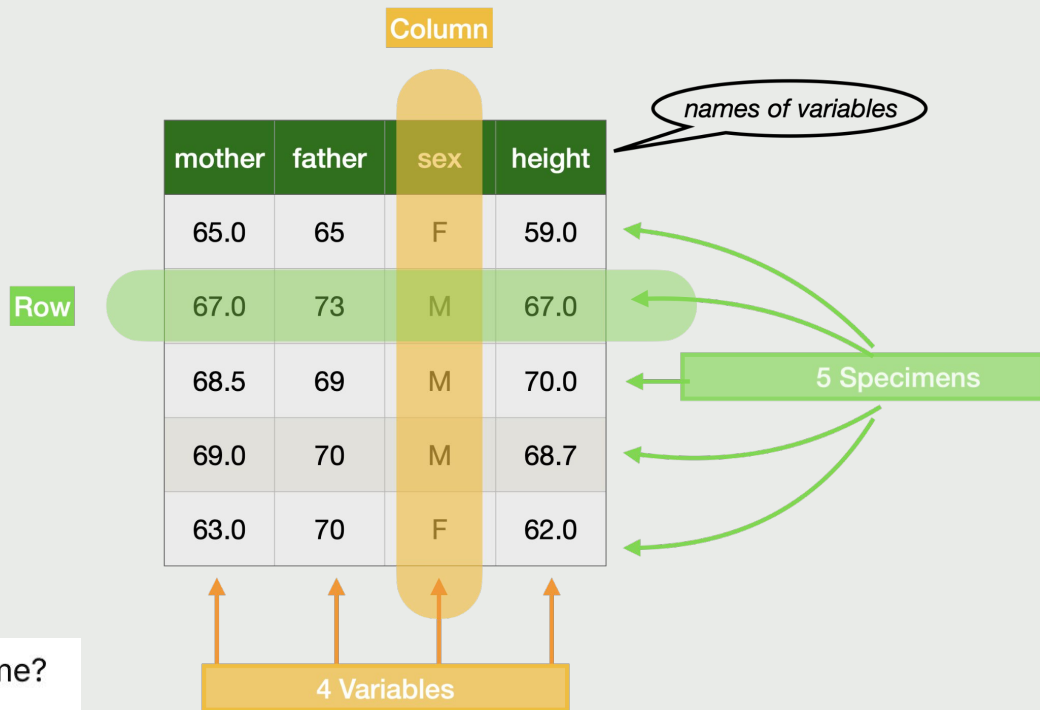 Column
names of variables
mother father sex height
65.0 65 F 59.0
Row
67.0 73 M 67.0
68.5 69 M 70.0
5 Specimens
69.0 70 M 68.7
63.0 70 F 62.0
4 Variables